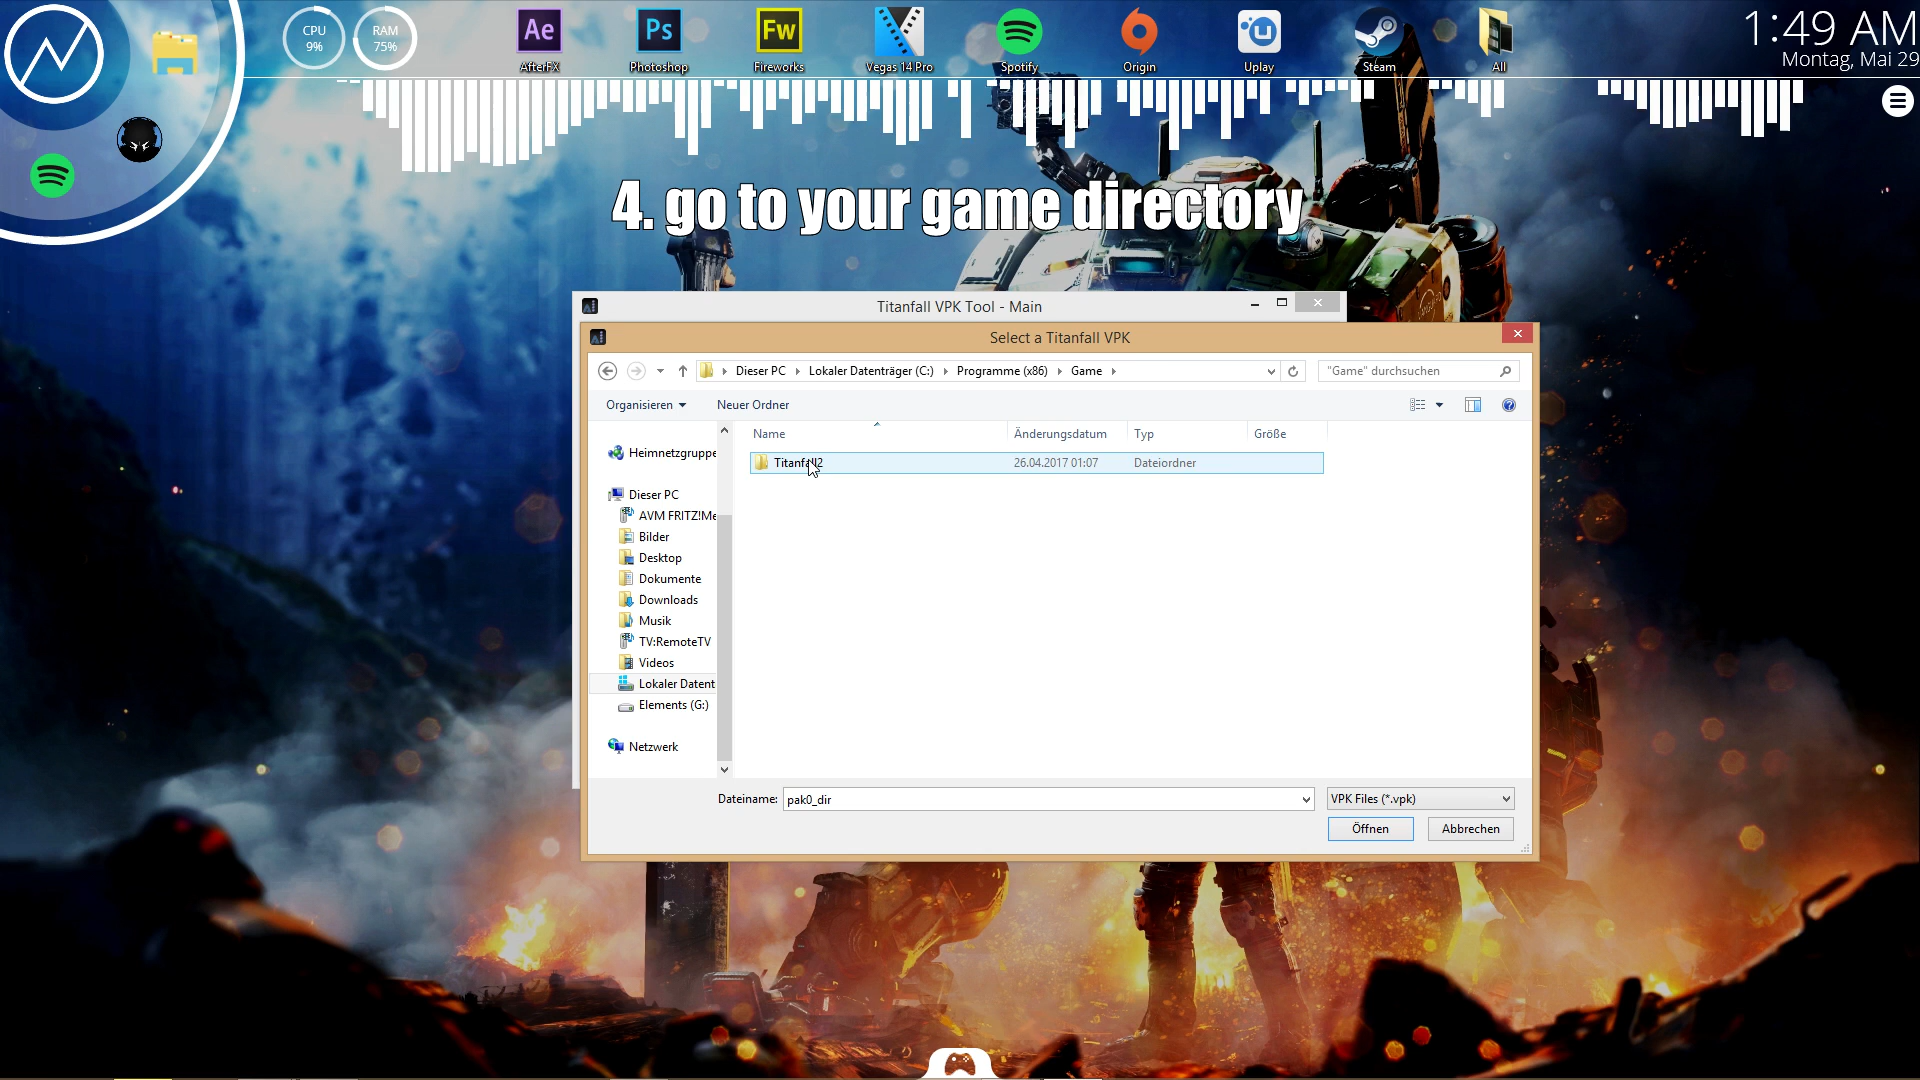 CPU
9%
RAM
75%
Ae
AfterFX
Ps
Photoshop
Fw
Fireworks
Vegas 14 Pro
Spotify
Origin
Uplay
Steam
All
1:49 AM
Montag, Mai 29
4. go to your game directory
Titanfall VPK Tool - Main
Select a Titanfall VPK
Dieser PC
Lokaler Datenträger (C:)
Programme (x86)
Game
"Game" durchsuchen
Organisieren
Neuer Ordner
Name
Änderungsdatum
Typ
Größe
Titanfall2
26.04.2017 01:07
Dateiordner
Heimnetzgruppe
Dieser PC
AVM FRITZ!Me
Bilder
Desktop
Dokumente
Downloads
Musik
TV:RemoteTV
Videos
Lokaler Datent
Elements (G:)
Netzwerk
Dateiname:
pak0_dir
VPK Files (*.vpk)
Öffnen
Abbrechen